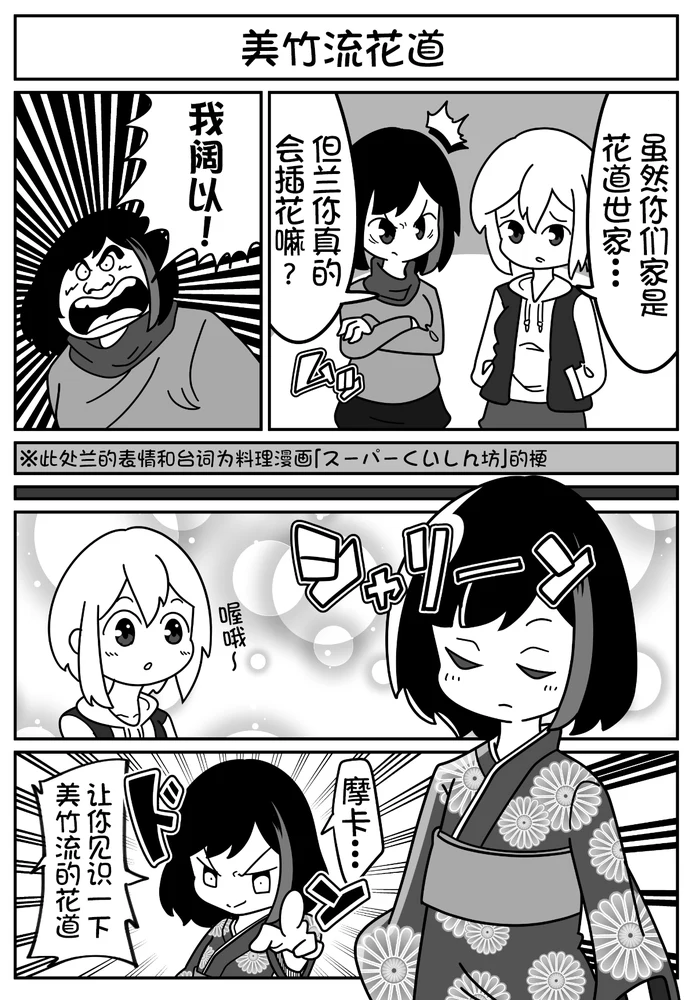 美竹流花道
虽然你们家是
花道世家…
但兰你真的
会插花嘛？
ムッ
我阔以！
※此处兰的表情和台词为料理漫画「スーパーくいしん坊」的梗
シャリーン
喔哦~
摩卡…
ドン
让你见识一下
美竹流的花道